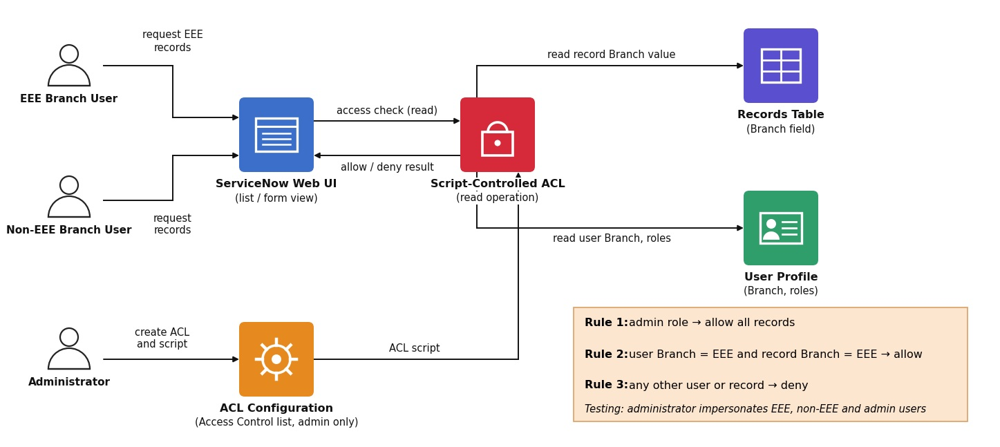 request EEE
records
EEE Branch User
request
records
Non-EEE Branch User
ServiceNow Web UI
(list / form view)
access check (read)
allow / deny result
Script-Controlled ACL
(read operation)
read record Branch value
Records Table
(Branch field)
read user Branch, roles
User Profile
(Branch, roles)
create ACL
and script
Administrator
ACL Configuration
(Access Control list, admin only)
ACL script
Rule 1: admin role → allow all records
Rule 2: user Branch = EEE and record Branch = EEE → allow
Rule 3: any other user or record → deny
Testing: administrator impersonates EEE, non-EEE and admin users